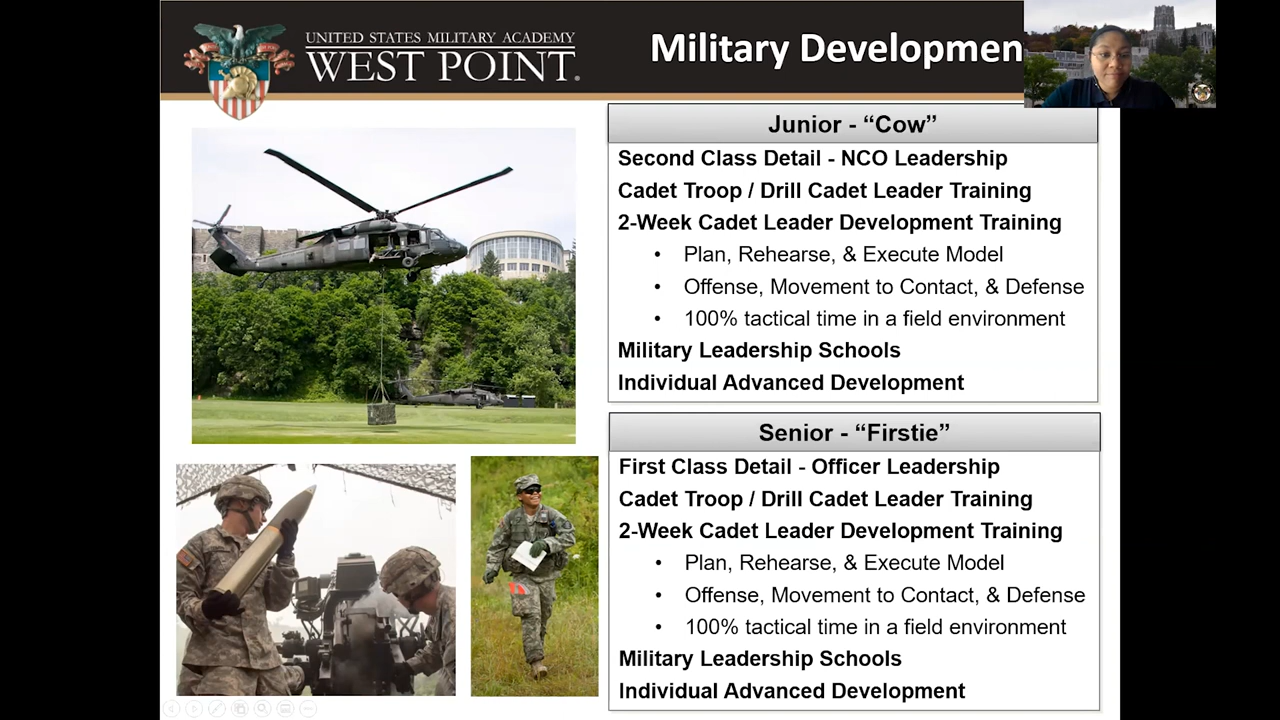 UNITED STATES MILITARY ACADEMY
WEST POINT.
Military Developmen
Junior - “Cow”
Second Class Detail - NCO Leadership
Cadet Troop / Drill Cadet Leader Training
2-Week Cadet Leader Development Training
• Plan, Rehearse, & Execute Model
• Offense, Movement to Contact, & Defense
• 100% tactical time in a field environment
Military Leadership Schools
Individual Advanced Development
Senior - “Firstie”
First Class Detail - Officer Leadership
Cadet Troop / Drill Cadet Leader Training
2-Week Cadet Leader Development Training
• Plan, Rehearse, & Execute Model
• Offense, Movement to Contact, & Defense
• 100% tactical time in a field environment
Military Leadership Schools
Individual Advanced Development